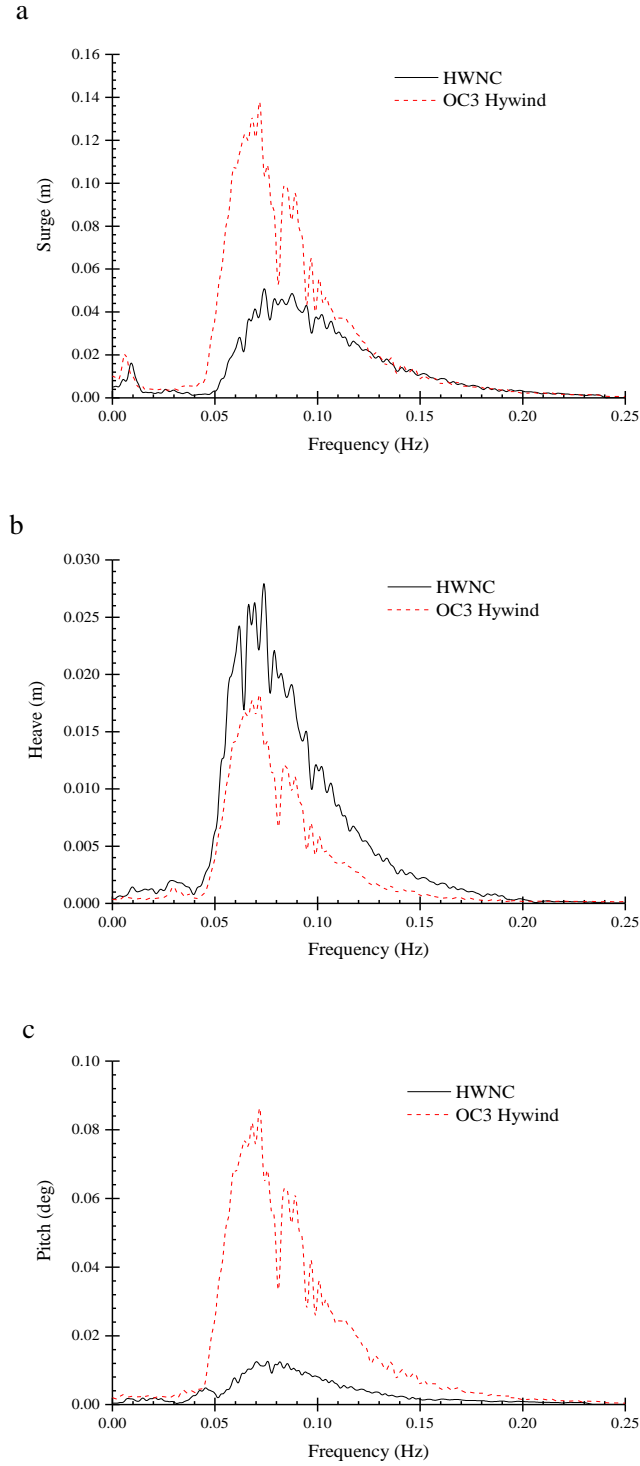 a
0.16
0.14
0.12
0.10
0.08
0.06
0.04
0.02
0.00
Surge (m)
HWNC
OC3 Hywind
0.00 0.05 0.10 0.15 0.20 0.25
Frequency (Hz)
b
0.030
0.025
0.020
0.015
0.010
0.005
0.000
Heave (m)
HWNC
OC3 Hywind
0.00 0.05 0.10 0.15 0.20 0.25
Frequency (Hz)
c
0.10
0.08
0.06
0.04
0.02
0.00
Pitch (deg)
HWNC
OC3 Hywind
0.00 0.05 0.10 0.15 0.20 0.25
Frequency (Hz)